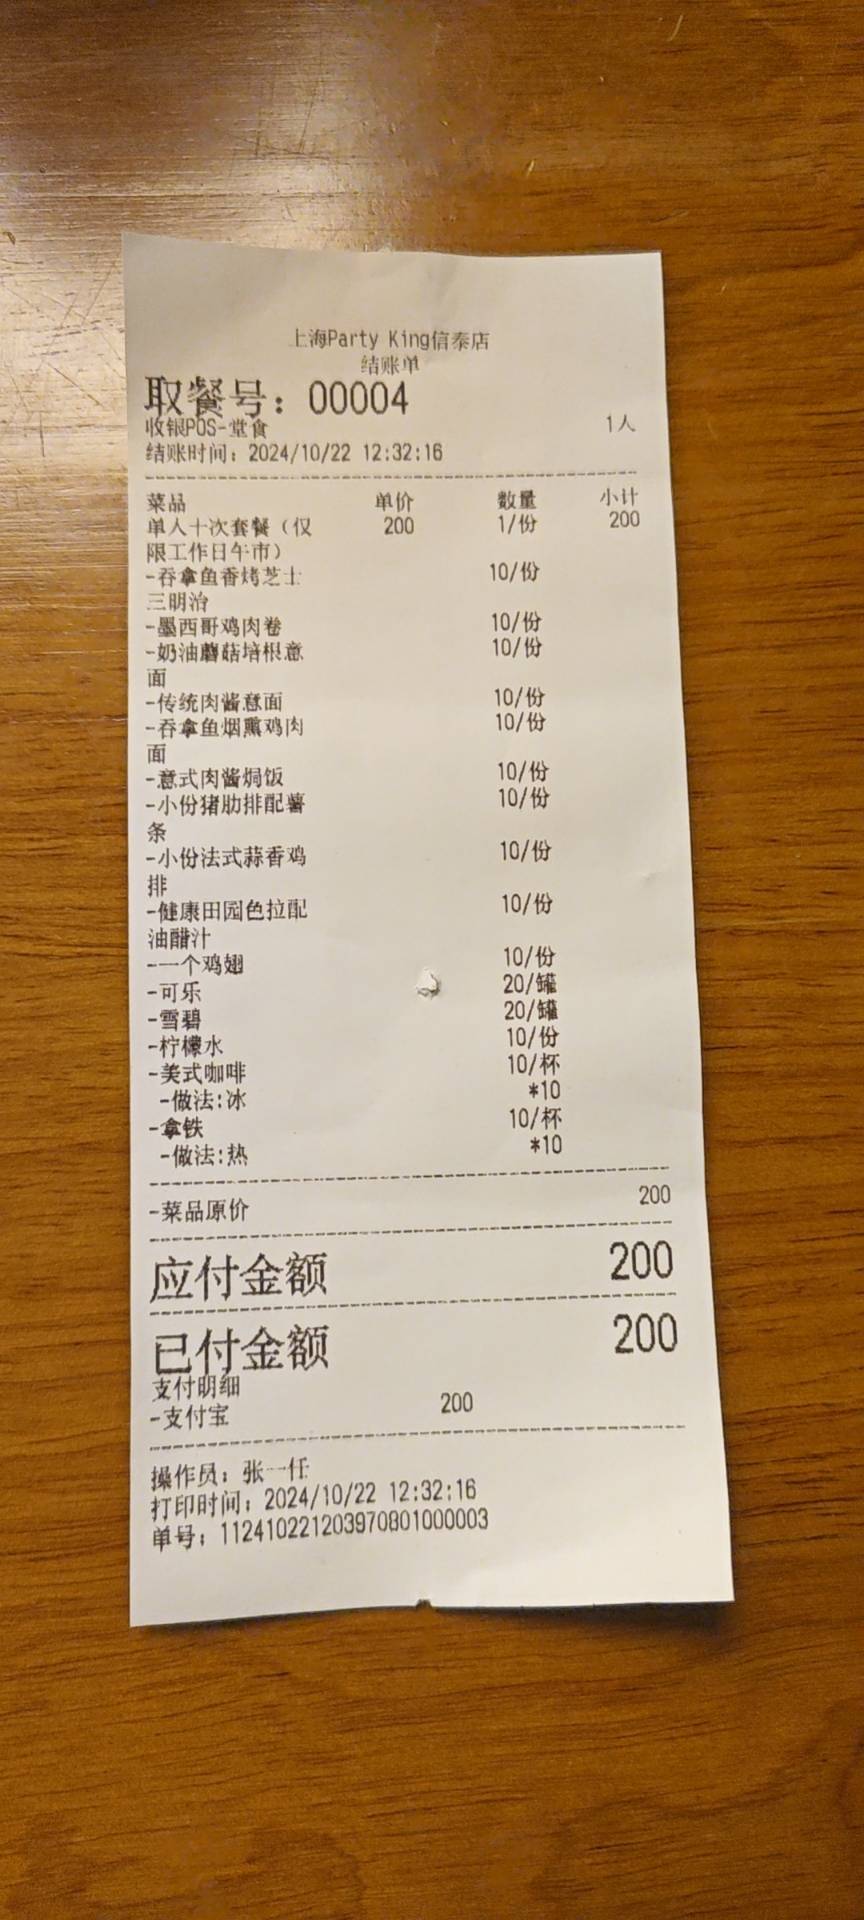 上海Party King信泰店
结账单
取餐号：00004
收银POS-堂食 1人
结账时间：2024/10/22 12:32:16
菜品 单价 数量 小计
单人十次套餐（仅 200 1/份 200
限工作日午市）
-吞拿鱼香烤芝士 10/份
三明治
-墨西哥鸡肉卷 10/份
-奶油蘑菇培根意 10/份
面
-传统肉酱意面 10/份
-吞拿鱼烟熏鸡肉 10/份
面
-意式肉酱焗饭 10/份
-小份猪肋排配薯 10/份
条
-小份法式蒜香鸡 10/份
排
-健康田园色拉配 10/份
油醋汁
-一个鸡翅 10/份
-可乐 20/罐
-雪碧 20/罐
-柠檬水 10/份
-美式咖啡 10/杯
-做法:冰 *10
-拿铁 10/杯
-做法:热 *10
-菜品原价 200
应付金额 200
已付金额 200
支付明细
-支付宝 200
操作员：张一任
打印时间：2024/10/22 12:32:16
单号：112410221203970801000003